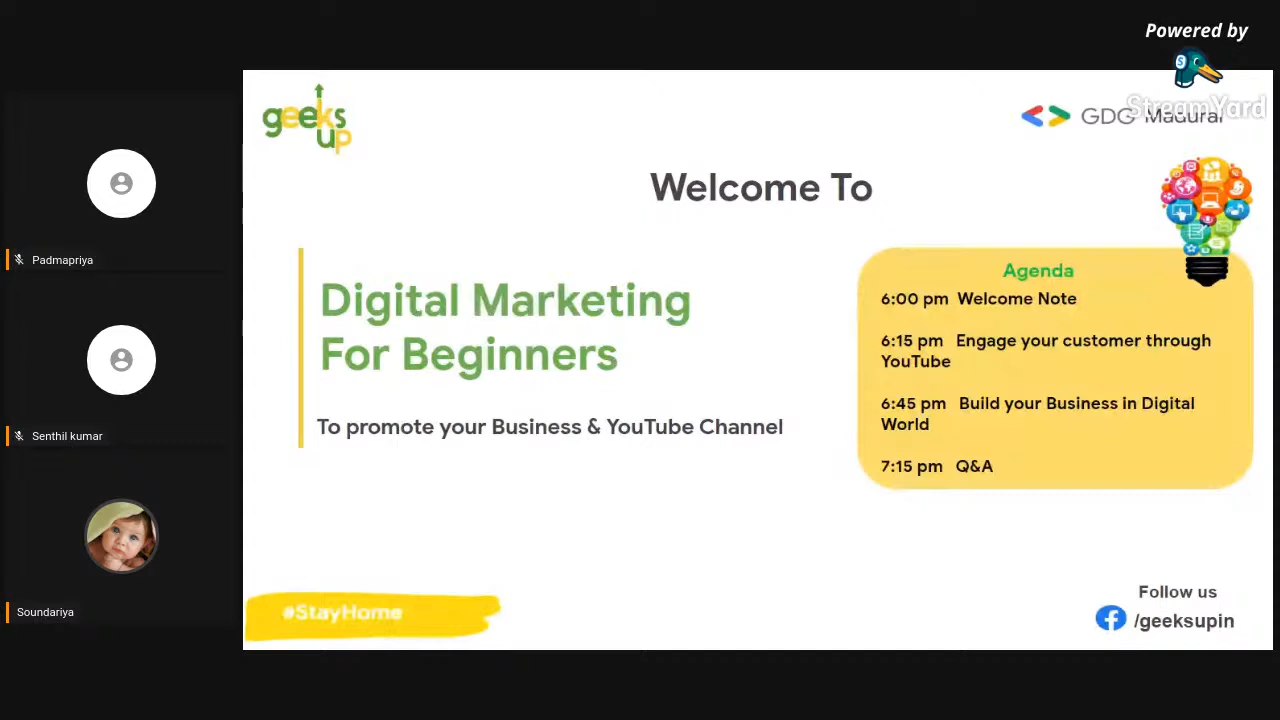 Powered by
StreamYard
geeks
up
GDG Madurai
Welcome To
Digital Marketing
For Beginners
To promote your Business & YouTube Channel
Agenda
6:00 pm Welcome Note
6:15 pm Engage your customer through
YouTube
6:45 pm Build your Business in Digital
World
7:15 pm Q&A
#StayHome
Follow us
/geeksupin
Padmapriya
Senthil kumar
Soundariya